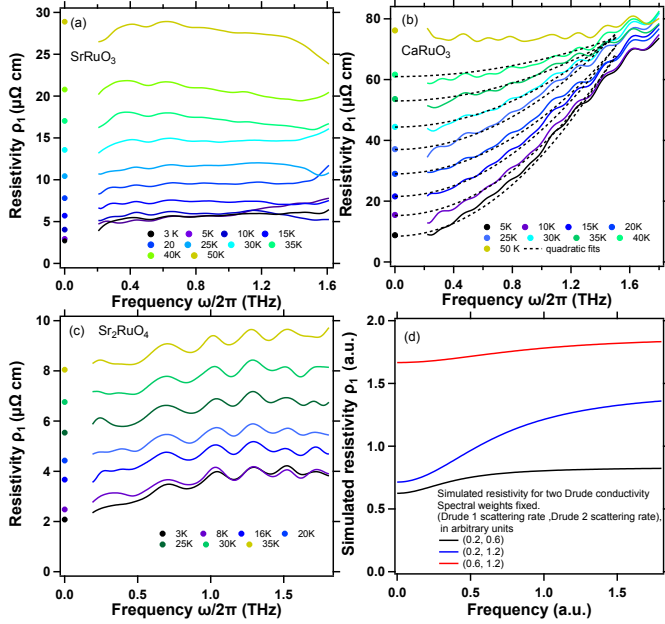 (a)
SrRuO3
Resistivity ρ1 (μΩ cm)
30
25
20
15
10
5
0
3 K 5K 10K 15K
20 25K 30K 35K
40K 50K
0.0 0.4 0.8 1.2 1.6
Frequency ω/2π (THz)
(b)
CaRuO3
Resistivity ρ1 (μΩ cm)
80
60
40
20
0
5K 10K 15K 20K
25K 30K 35K 40K
50 K quadratic fits
0.0 0.4 0.8 1.2 1.6
Frequency ω/2π (THz)
(c)
Sr2RuO4
Resistivity ρ1 (μΩ cm)
10
8
6
4
2
0
3K 8K 16K 20K
25K 30K 35K
0.0 0.5 1.0 1.5
Frequency ω/2π (THz)
(d)
Simulated resistivity ρ1 (a.u.)
2.0
1.5
1.0
0.5
0.0
Simulated resistivity for two Drude conductivity
Spectral weights fixed.
(Drude 1 scattering rate ,Drude 2 scattering rate),
in arbitrary units
(0.2, 0.6)
(0.2, 1.2)
(0.6, 1.2)
0.0 0.5 1.0 1.5
Frequency (a.u.)